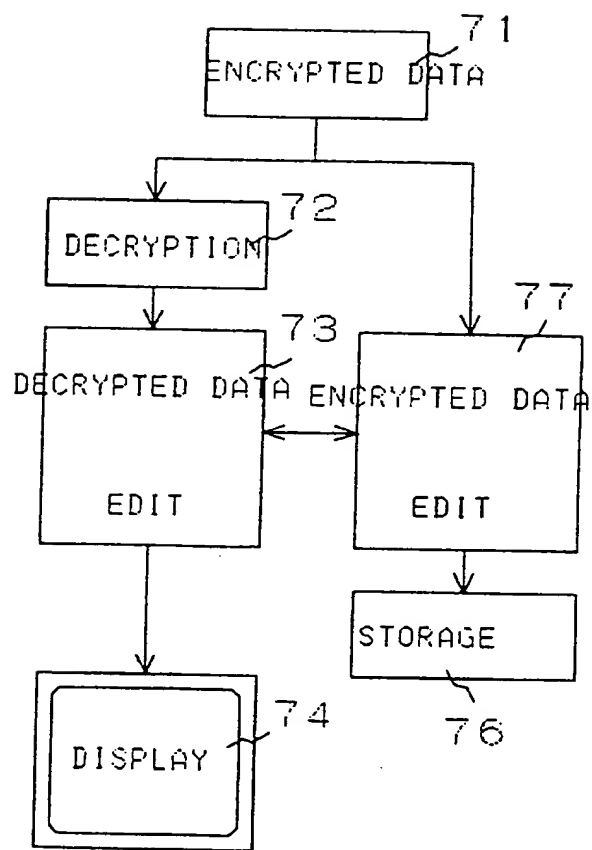 71
ENCRYPTED DATA
72
DECRYPTION
77
73
DECRYPTED DATA
ENCRYPTED DATA
EDIT
EDIT
STORAGE
74
76
DISPLAY